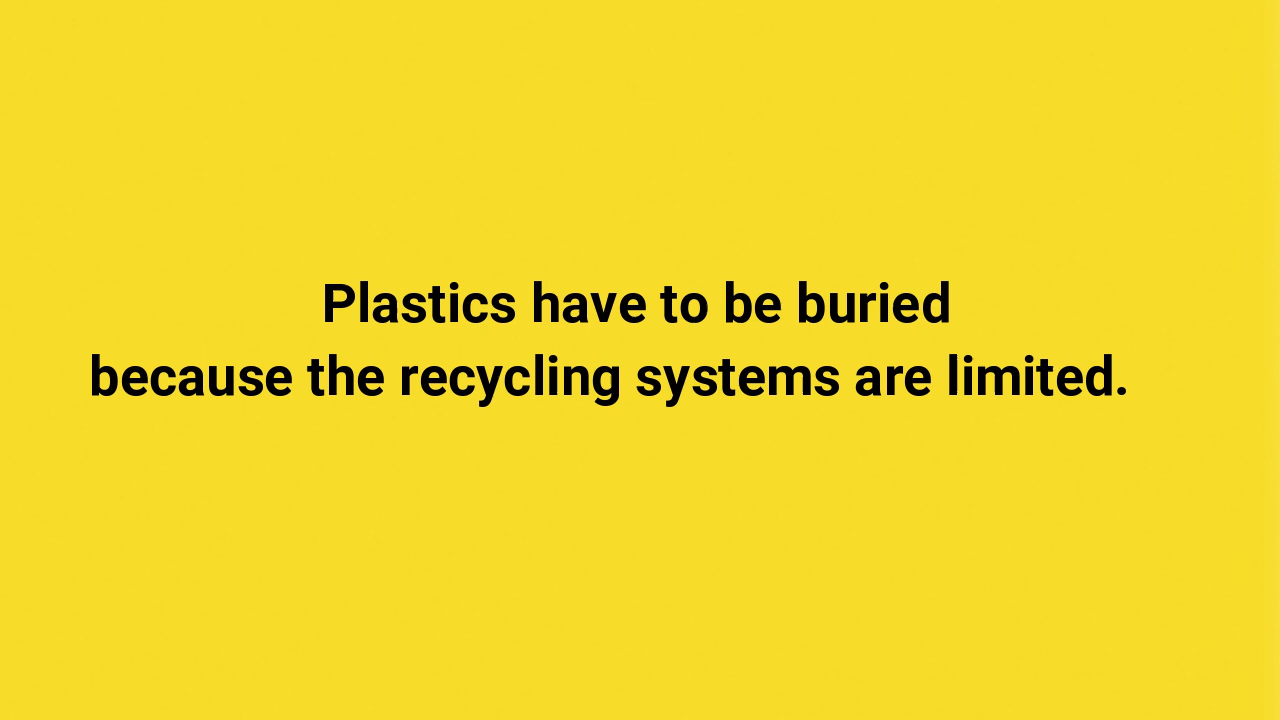 Plastics have to be buried
because the recycling systems are limited.